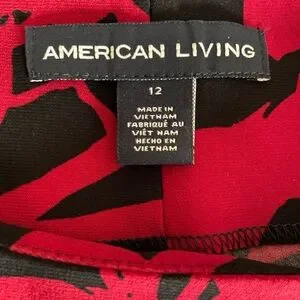 AMERICAN LIVING
12
MADE IN
VIETNAM
FABRIQUÉ AU
VIÊT NAM
HECHO EN
VIETNAM